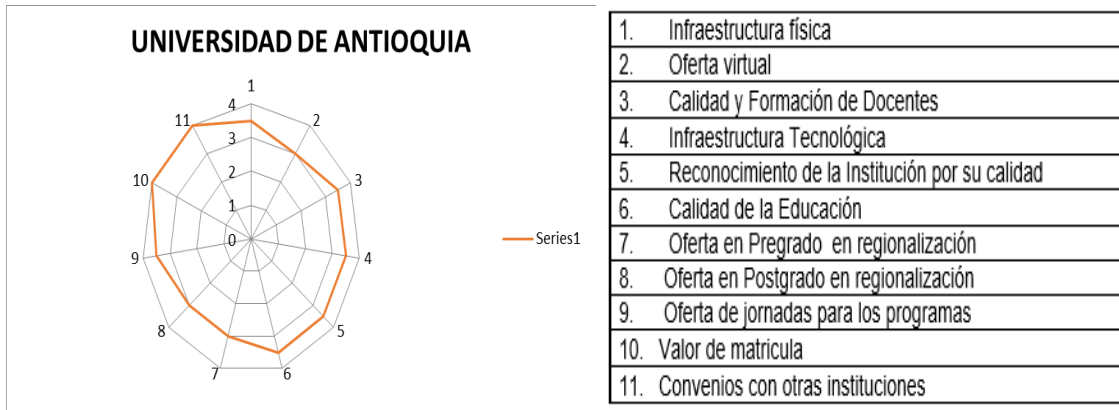 UNIVERSIDAD DE ANTIOQUIA
1
2
3
4
5
6
7
8
9
10
11
4
3
2
1
0
Series1
1. Infraestructura física
2. Oferta virtual
3. Calidad y Formación de Docentes
4. Infraestructura Tecnológica
5. Reconocimiento de la Institución por su calidad
6. Calidad de la Educación
7. Oferta en Pregrado en regionalización
8. Oferta en Postgrado en regionalización
9. Oferta de jornadas para los programas
10. Valor de matricula
11. Convenios con otras instituciones